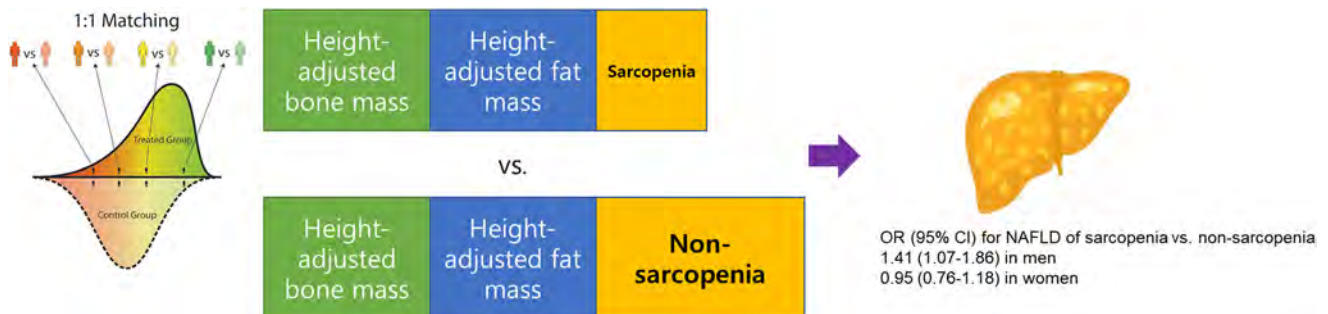 1:1 Matching
vs
vs
vs
vs
Treated Group
Control Group
Height-
adjusted
bone mass
Height-
adjusted fat
mass
Sarcopenia
VS.
Height-
adjusted
bone mass
Height-
adjusted fat
mass
Non-
sarcopenia
OR (95% CI) for NAFLD of sarcopenia vs. non-sarcopenia
1.41 (1.07-1.86) in men
0.95 (0.76-1.18) in women